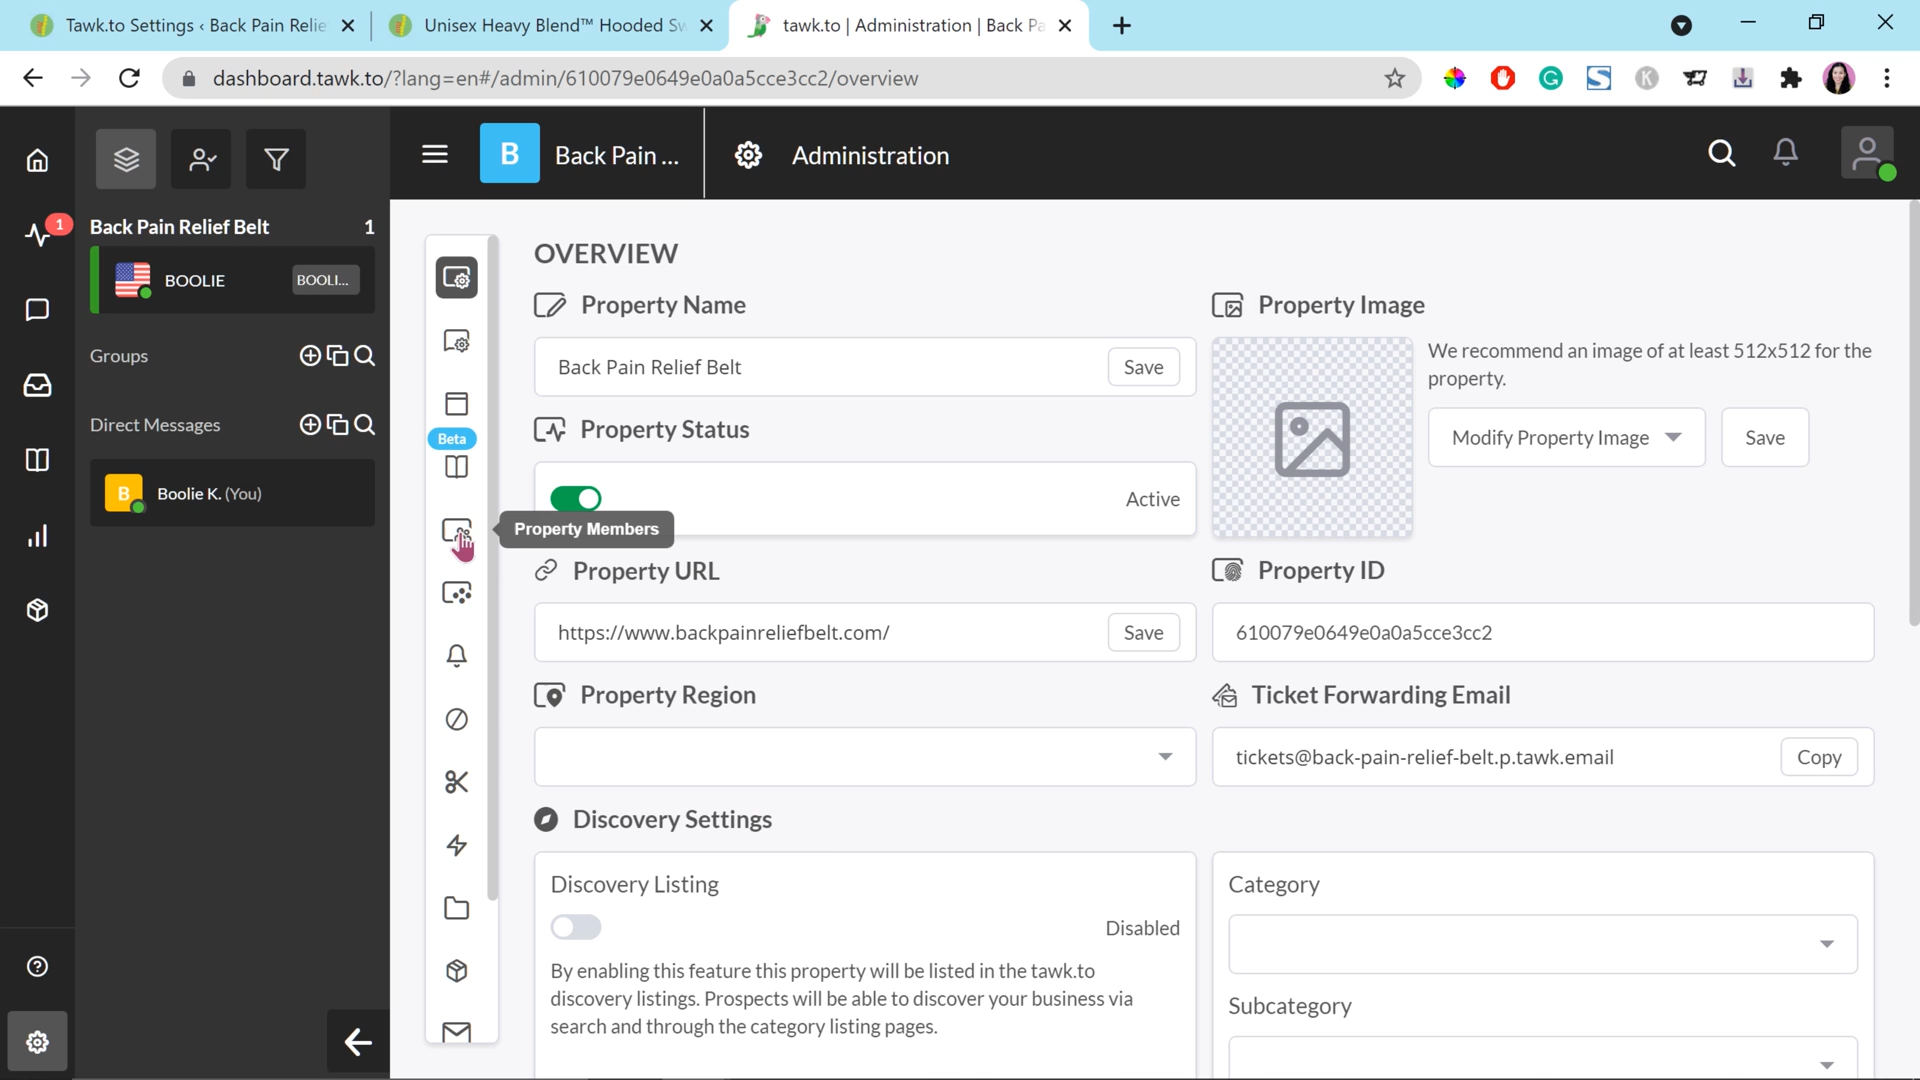 Tawk.to Settings ‹ Back Pain Relie
Unisex Heavy Blend™ Hooded Sw
tawk.to | Administration | Back Pa
dashboard.tawk.to/?lang=en#/admin/610079e0649e0a0a5cce3cc2/overview
B
Back Pain ...
Administration
1
Back Pain Relief Belt
1
BOOLIE
BOOLI...
Groups
Direct Messages
B
Boolie K. (You)
Beta
Property Members
OVERVIEW
Property Name
Back Pain Relief Belt
Save
Property Image
We recommend an image of at least 512x512 for the
property.
Modify Property Image
Save
Property Status
Active
Property URL
https://www.backpainreliefbelt.com/
Save
Property ID
610079e0649e0a0a5cce3cc2
Property Region
Ticket Forwarding Email
tickets@back-pain-relief-belt.p.tawk.email
Copy
Discovery Settings
Discovery Listing
Disabled
By enabling this feature this property will be listed in the tawk.to
discovery listings. Prospects will be able to discover your business via
search and through the category listing pages.
Category
Subcategory